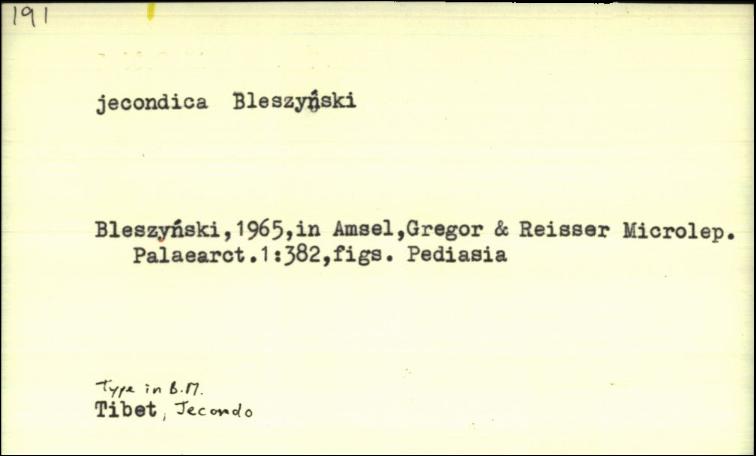 191
jecondica Bleszyński
Bleszyński,1965,in Amsel,Gregor & Reisser Microlep.
Palaearct.1:382,figs. Pediasia
Type in B.M.
Tibet, Jecondo